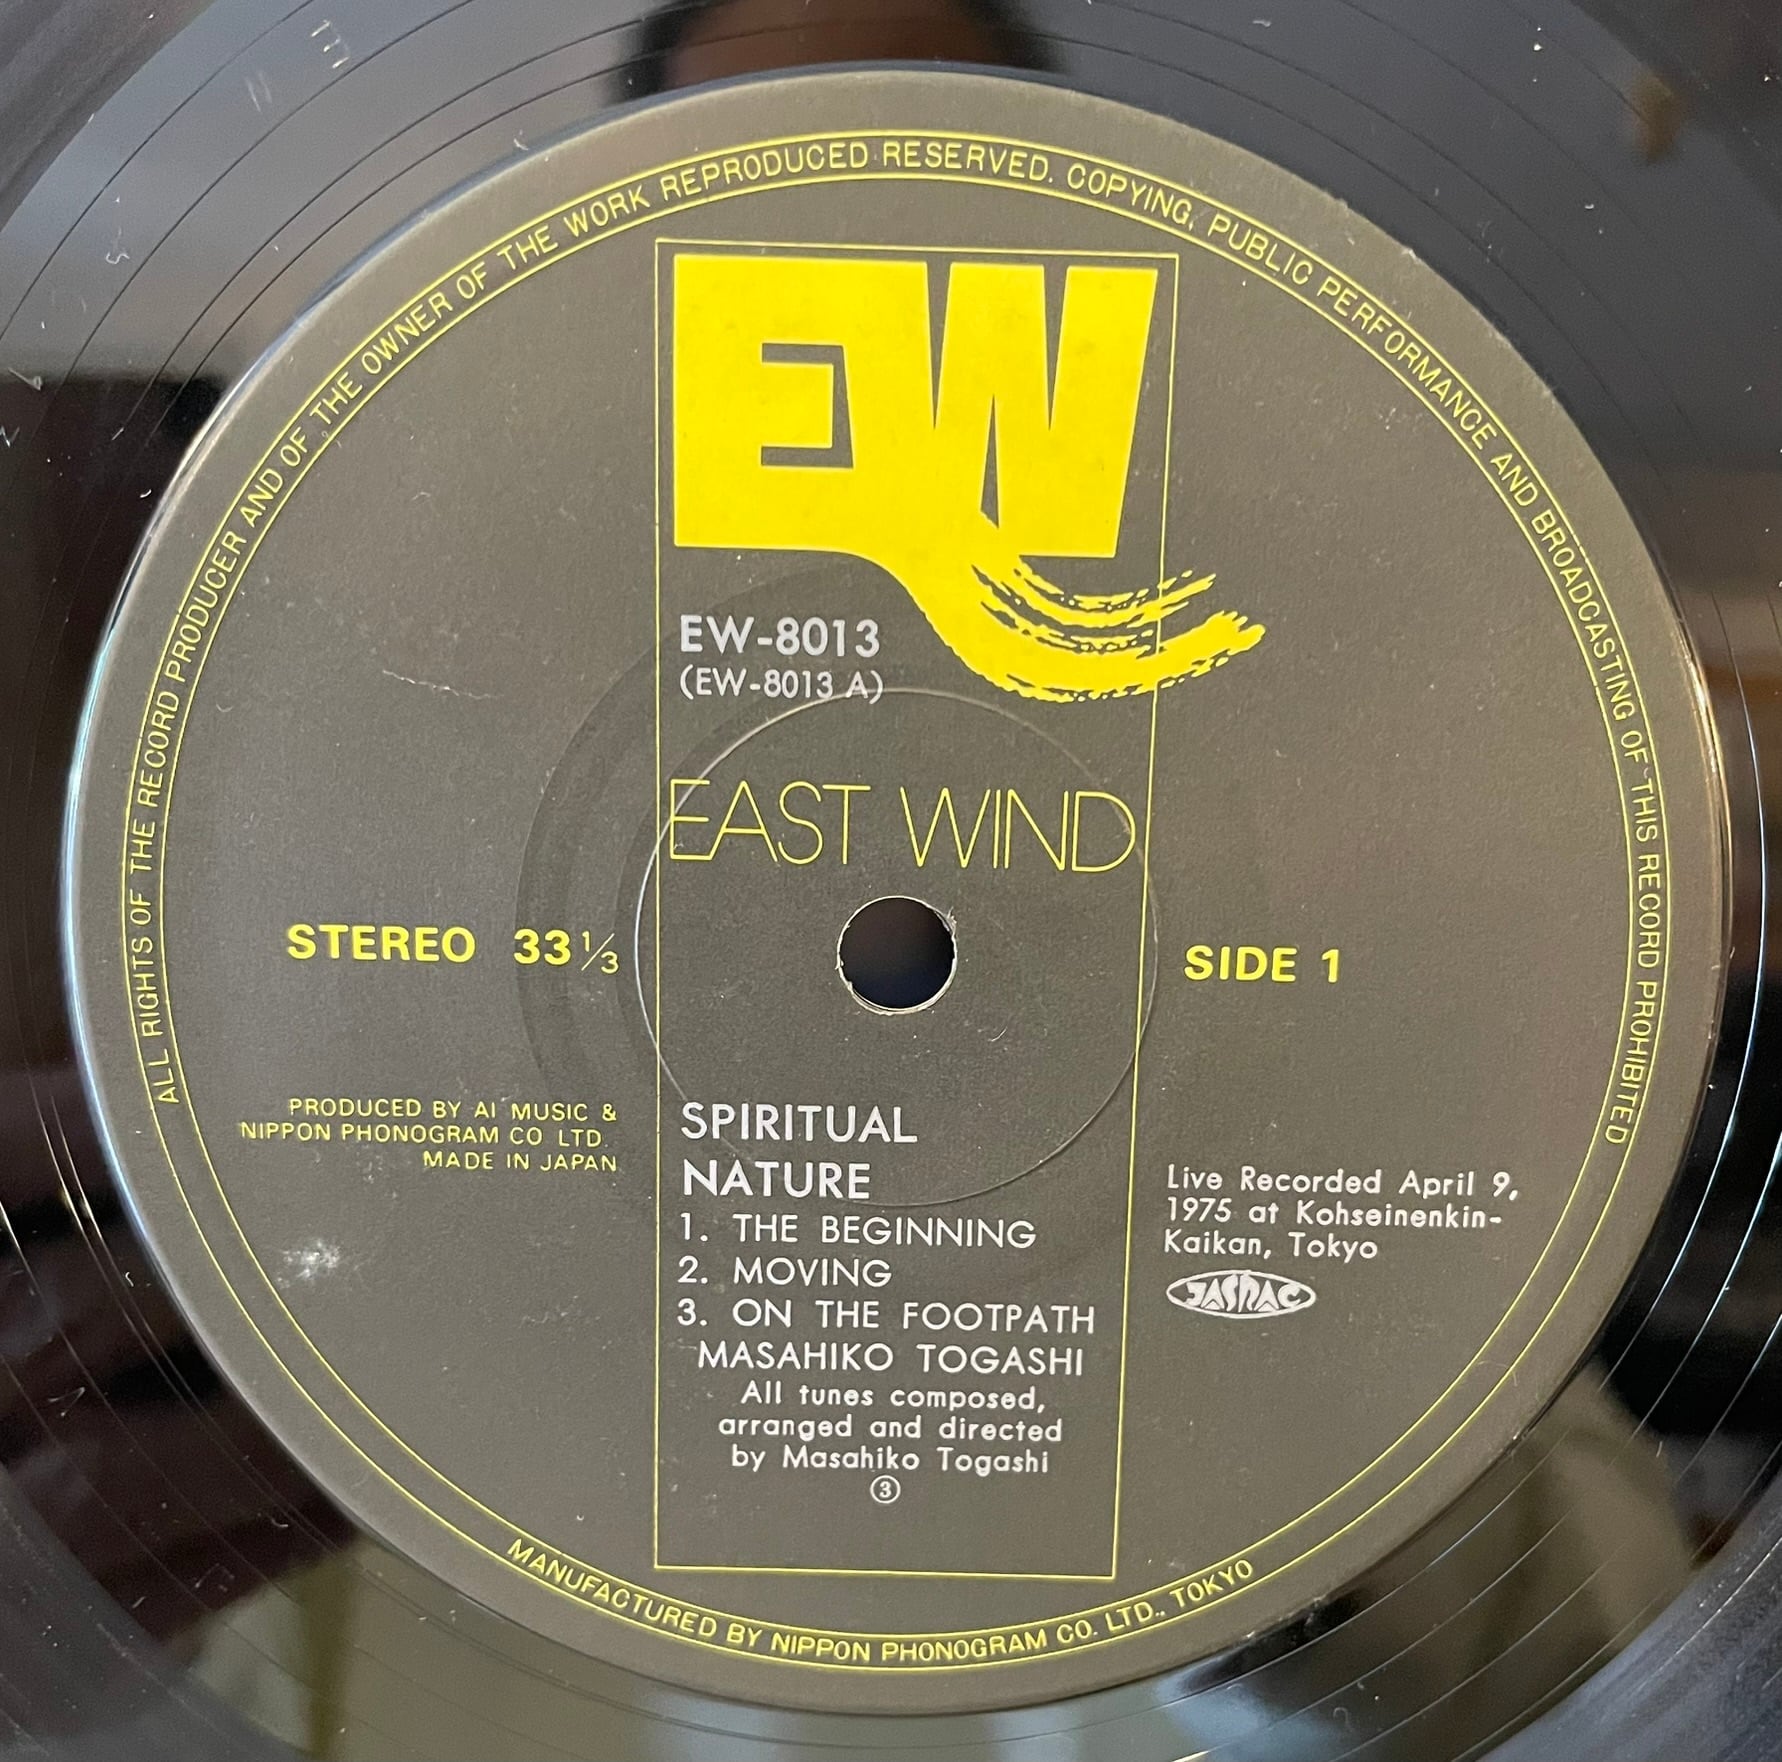 ALL RIGHTS OF THE RECORD PRODUCER AND OF THE OWNER OF THE WORK REPRODUCED RESERVED. COPYING, PUBLIC PERFORMANCE AND BROADCASTING OF THIS RECORD PROHIBITED
EW
EW-8013
(EW-8013 A)
EAST WIND
STEREO 33 1/3
SIDE 1
PRODUCED BY AI MUSIC &
NIPPON PHONOGRAM CO LTD.
MADE IN JAPAN
SPIRITUAL
NATURE
1. THE BEGINNING
2. MOVING
3. ON THE FOOTPATH
MASAHIKO TOGASHI
All tunes composed,
arranged and directed
by Masahiko Togashi
③
Live Recorded April 9,
1975 at Kohseinenkin-
Kaikan, Tokyo
JASRAC
MANUFACTURED BY NIPPON PHONOGRAM CO. LTD., TOKYO